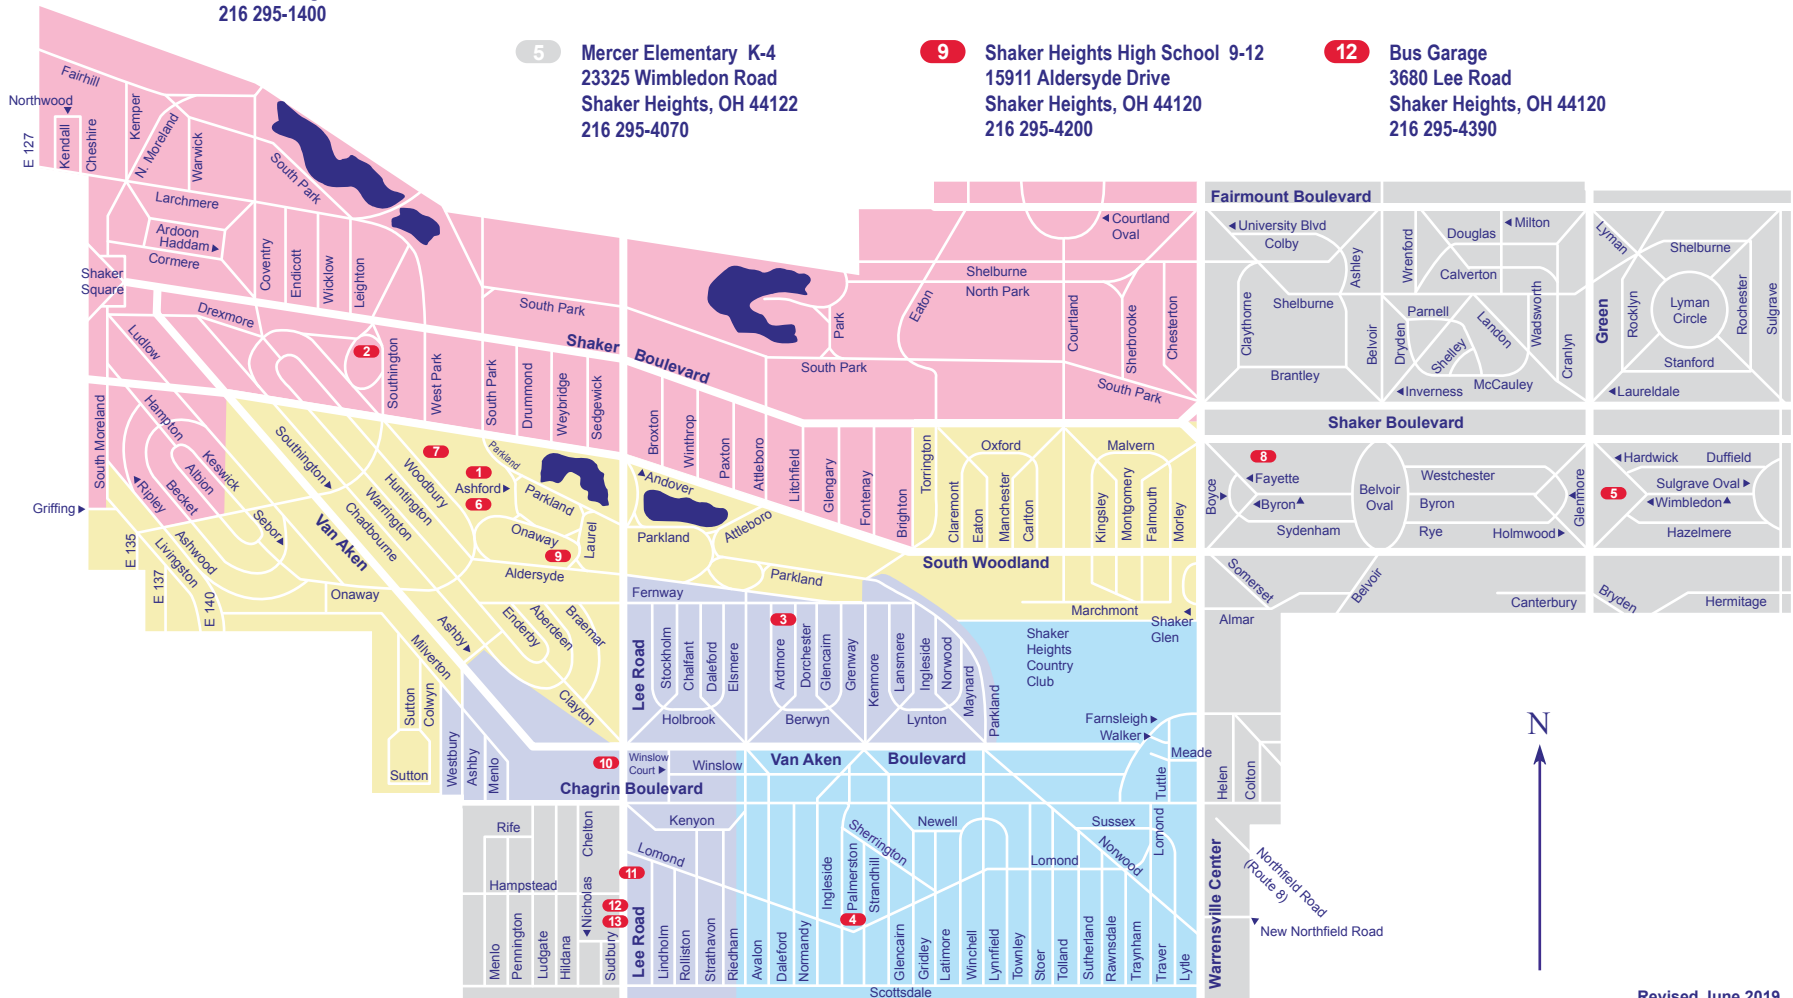 216 295-1400
5
Mercer Elementary K-4
23325 Wimbledon Road
Shaker Heights, OH 44122
216 295-4070
9
Shaker Heights High School 9-12
15911 Aldersyde Drive
Shaker Heights, OH 44120
216 295-4200
12
Bus Garage
3680 Lee Road
Shaker Heights, OH 44120
216 295-4390
Fairhill
Northwood
E 127
Kendall
Cheshire
Kemper
N. Moreland
Warwick
South Park
Larchmere
Ardoon
Haddam
Cormere
Shaker
Square
Coventry
Endicott
Wicklow
Leighton
Drexmore
Ludlow
2
Southington
West Park
South Park
Drummond
Weybridge
Sedgewick
South Park
Shaker Boulevard
Park
Eaton
Shelburne
North Park
Courtland
Oval
Courtland
Sherbrooke
Chesterton
South Park
South Park
Broxton
Winthrop
Paxton
Attleboro
Litchfield
Glengary
Fontenay
Brighton
Torrington
Oxford
Claremont
Eaton
Manchester
Carlton
Malvern
Kingsley
Montgomery
Falmouth
Morley
South Woodland
Marchmont
Shaker
Glen
Fairmount Boulevard
University Blvd
Colby
Ashley
Wrenford
Douglas
Milton
Calverton
Claythorne
Shelburne
Belvoir
Parnell
Dryden
Shelley
Landon
Wadsworth
Cranlyn
Brantley
Inverness
McCauley
Lyman
Shelburne
Green
Rocklyn
Lyman
Circle
Rochester
Sulgrave
Stanford
Laureldale
Shaker Boulevard
8
Fayette
Boyce
Byron
Sydenham
Belvoir
Oval
Westchester
Byron
Rye
Holmwood
Glenmore
Hardwick
Duffield
5
Sulgrave Oval
Wimbledon
Hazelmere
Somerset
Belvoir
Canterbury
Bryden
Hermitage
Almar
South Moreland
Hampton
Keswick
Albion
Becket
Ripley
Griffing
Southington
Woodbury
Huntington
Warrington
Chadbourne
Van Aken
Sebor
Ashwood
Livingston
E 135
E 137
E 140
Onaway
7
1
Ashford
6
Parkland
Parkland
Onaway
9
Laurel
Aldersyde
Andover
Parkland
Attleboro
Parkland
Enderby
Aberdeen
Braemar
Ashby
Milverton
Clayton
Sutton
Colwyn
Sutton
Westbury
Ashby
Menlo
Fernway
Lee Road
Stockholm
Chalfant
Daleford
Elsmere
3
Ardmore
Dorchester
Glencairn
Grenway
Kenmore
Lansmere
Ingleside
Norwood
Maynard
Parkland
Holbrook
Berwyn
Lynton
Shaker
Heights
Country
Club
Farnsleigh
Walker
Meade
Tuttle
Helen
Colton
10
Winslow
Court
Winslow
Van Aken Boulevard
Chagrin Boulevard
Rife
Chelton
Hampstead
Nicholas
Menlo
Pennington
Ludgate
Hildana
Sudbury
11
12
13
Lee Road
Kenyon
Lomond
Lindholm
Rolliston
Strathavon
Riedham
Avalon
Daleford
Normandy
Ingleside
Palmerston
Strandhill
Sherrington
4
Newell
Glencairn
Gridley
Latimore
Winchell
Lynnfield
Townley
Stoer
Tolland
Sutherland
Rawnsdale
Traynham
Traver
Lytle
Lomond
Sussex
Norwood
Lomond
Scottsdale
Warrensville Center
Northfield Road
(Route 8)
New Northfield Road
N
Revised June 2019